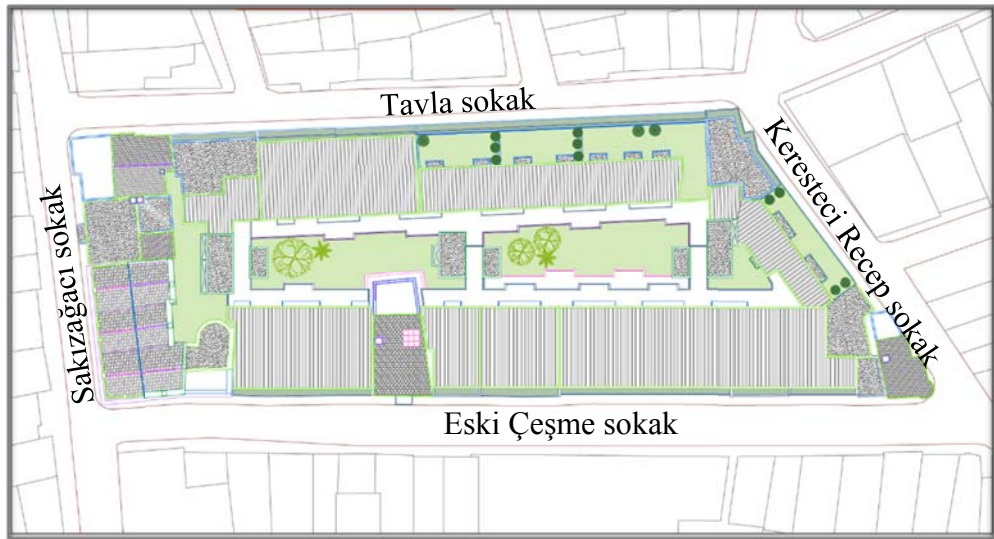 Tavla sokak
Keresteci Recep sokak
Sakızağacı sokak
Eski Çeşme sokak